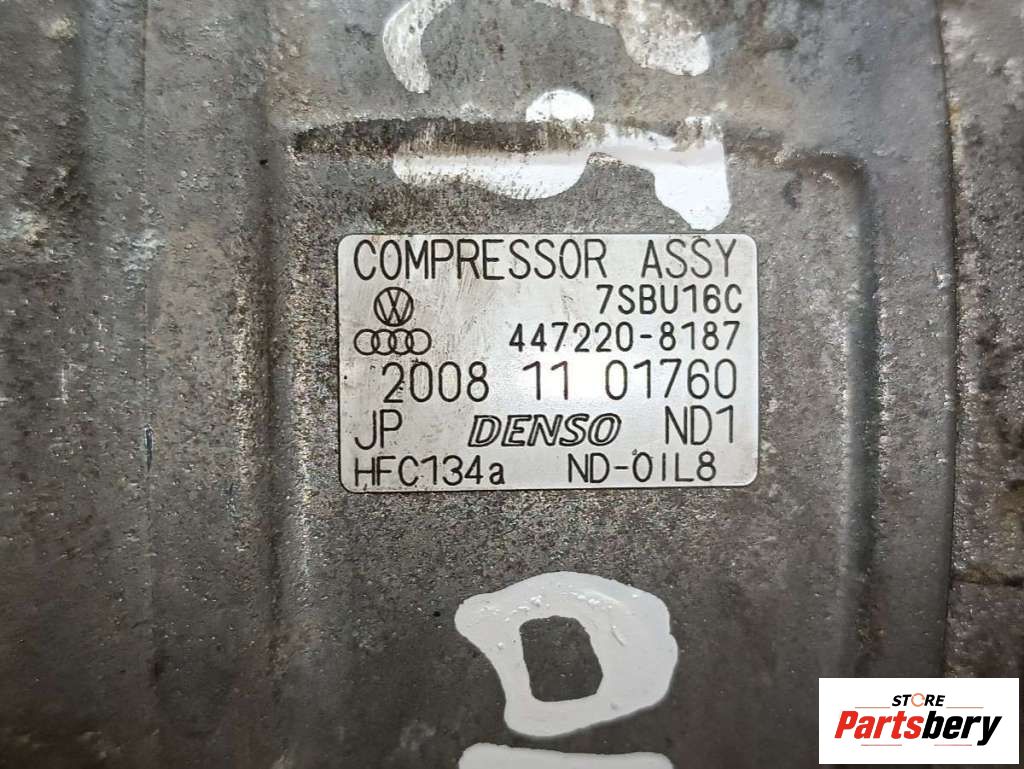 COMPRESSOR ASSY
7SBU16C
447220-8187
2008 11 01760
JP DENSO ND1
HFC134a ND-OIL8
D
STORE
Partsbery